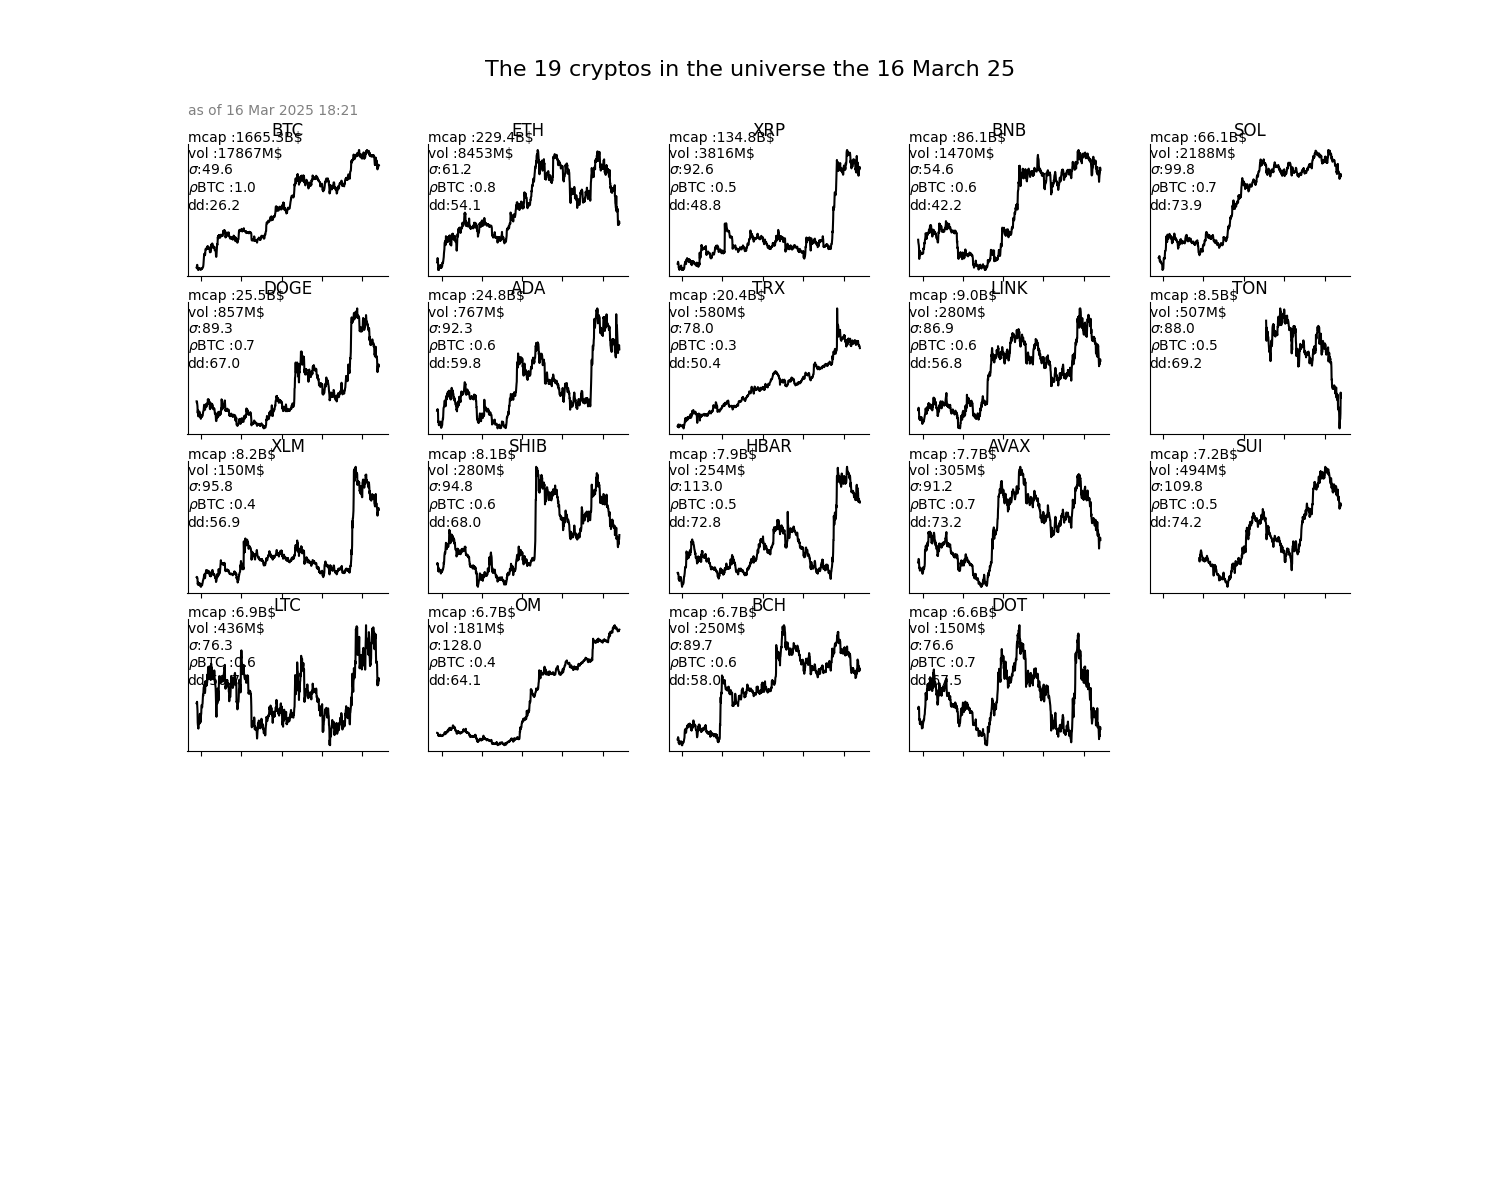 The 19 cryptos in the universe the 16 March 25
as of 16 Mar 2025 18:21
BTC
mcap :1665.3B$
vol :17867M$
σ:49.6
ρBTC :1.0
dd:26.2
ETH
mcap :229.4B$
vol :8453M$
σ:61.2
ρBTC :0.8
dd:54.1
XRP
mcap :134.8B$
vol :3816M$
σ:92.6
ρBTC :0.5
dd:48.8
BNB
mcap :86.1B$
vol :1470M$
σ:54.6
ρBTC :0.6
dd:42.2
SOL
mcap :66.1B$
vol :2188M$
σ:99.8
ρBTC :0.7
dd:73.9
DOGE
mcap :25.5B$
vol :857M$
σ:89.3
ρBTC :0.7
dd:67.0
ADA
mcap :24.8B$
vol :767M$
σ:92.3
ρBTC :0.6
dd:59.8
TRX
mcap :20.4B$
vol :580M$
σ:78.0
ρBTC :0.3
dd:50.4
LINK
mcap :9.0B$
vol :280M$
σ:86.9
ρBTC :0.6
dd:56.8
TON
mcap :8.5B$
vol :507M$
σ:88.0
ρBTC :0.5
dd:69.2
XLM
mcap :8.2B$
vol :150M$
σ:95.8
ρBTC :0.4
dd:56.9
SHIB
mcap :8.1B$
vol :280M$
σ:94.8
ρBTC :0.6
dd:68.0
HBAR
mcap :7.9B$
vol :254M$
σ:113.0
ρBTC :0.5
dd:72.8
AVAX
mcap :7.7B$
vol :305M$
σ:91.2
ρBTC :0.7
dd:73.2
SUI
mcap :7.2B$
vol :494M$
σ:109.8
ρBTC :0.5
dd:74.2
LTC
mcap :6.9B$
vol :436M$
σ:76.3
ρBTC :0.6
OM
mcap :6.7B$
vol :181M$
σ:128.0
ρBTC :0.4
dd:64.1
BCH
mcap :6.7B$
vol :250M$
σ:89.7
ρBTC :0.6
dd:58.0
DOT
mcap :6.6B$
vol :150M$
σ:76.6
ρBTC :0.7